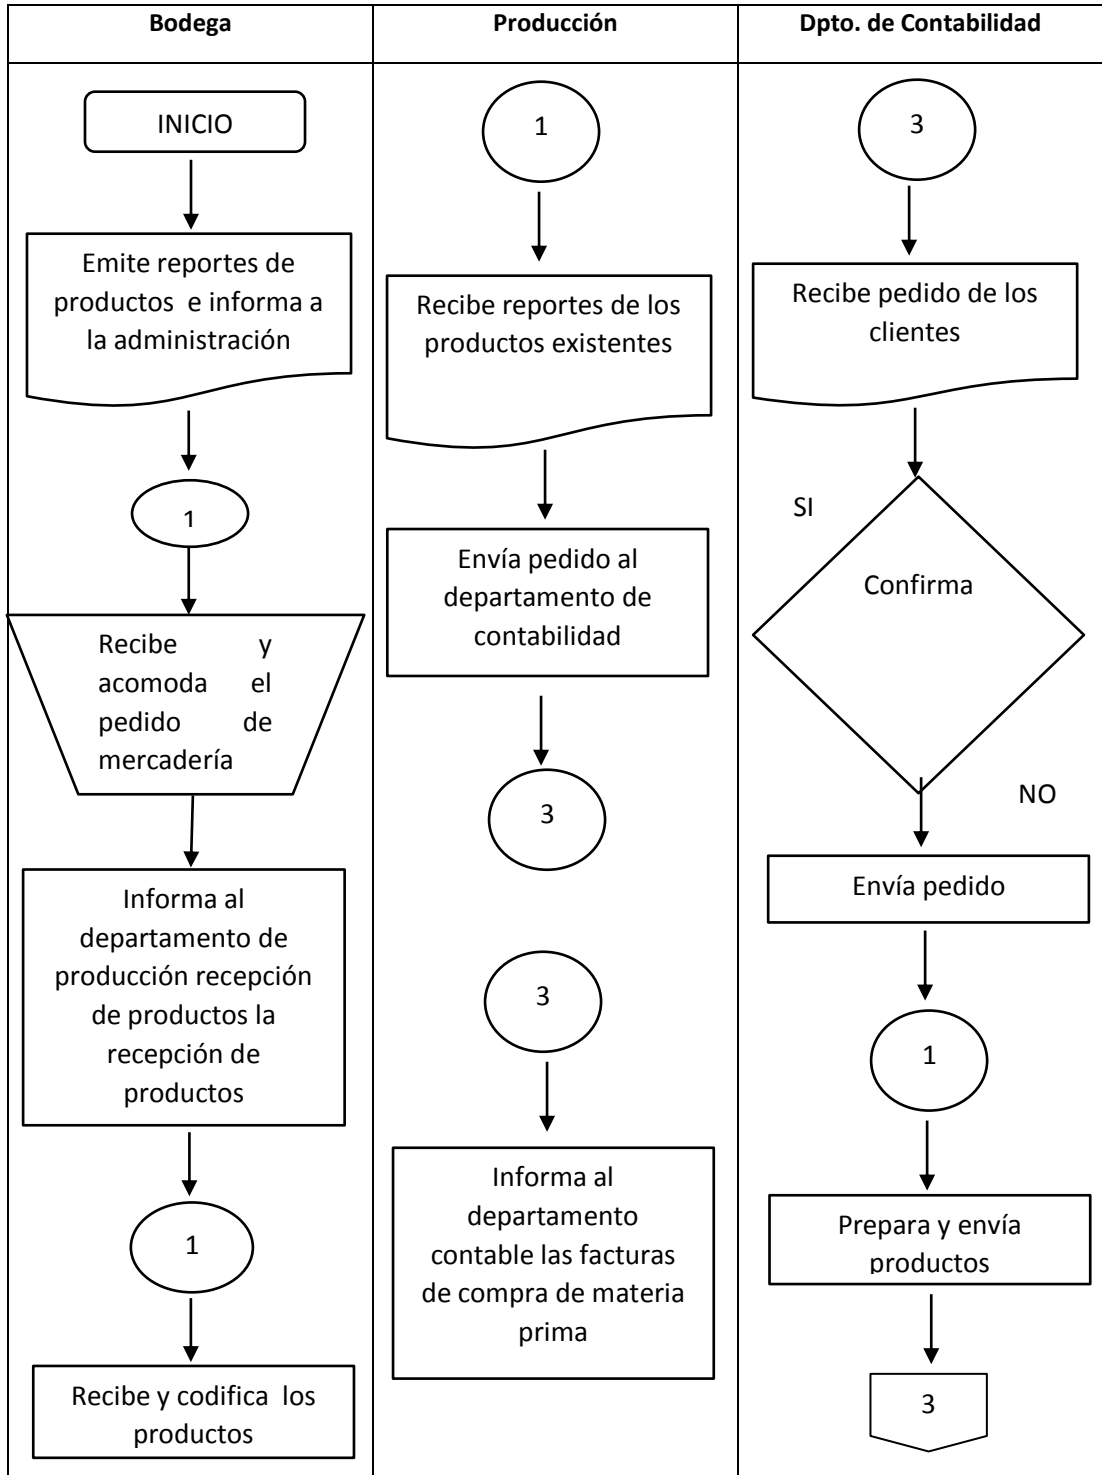 Bodega
Producción
Dpto. de Contabilidad
INICIO
Emite reportes de
productos e informa a
la administración
1
Recibe y
acomoda el
pedido de
mercadería
Informa al
departamento de
producción recepción
de productos la
recepción de
productos
1
Recibe y codifica los
productos
1
Recibe reportes de los
productos existentes
Envía pedido al
departamento de
contabilidad
3
3
Informa al
departamento
contable las facturas
de compra de materia
prima
3
Recibe pedido de los
clientes
SI
Confirma
NO
Envía pedido
1
Prepara y envía
productos
3